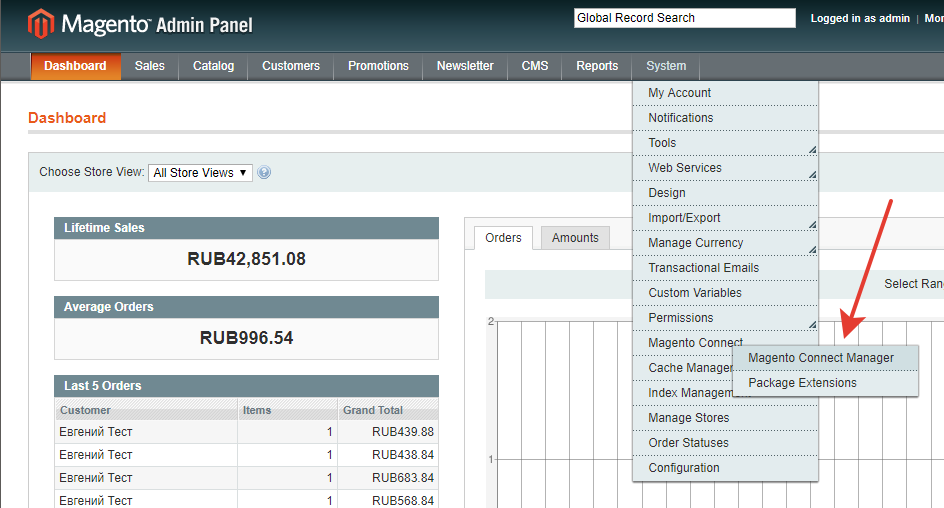 Magento™ Admin Panel
Global Record Search
Logged in as admin | Mon
Dashboard Sales Catalog Customers Promotions Newsletter CMS Reports System
My Account
Notifications
Tools
Web Services
Design
Import/Export
Manage Currency
Transactional Emails
Custom Variables
Permissions
Magento Connect
Magento Connect Manager
Package Extensions
Cache Manager
Index Management
Manage Stores
Order Statuses
Configuration
Dashboard
Choose Store View: All Store Views
Lifetime Sales
RUB42,851.08
Average Orders
RUB996.54
Last 5 Orders
Customer Items Grand Total
Евгений Тест 1 RUB439.88
Евгений Тест 1 RUB438.84
Евгений Тест 1 RUB683.84
Евгений Тест 1 RUB568.84
Orders Amounts
Select Ran
2
1